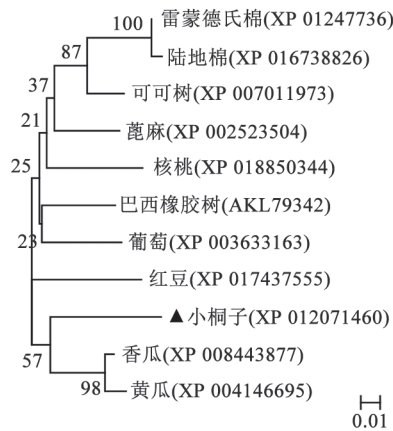 100
雷蒙德氏棉(XP 01247736)
87
陆地棉(XP 016738826)
37
可可树(XP 007011973)
21
蓖麻(XP 002523504)
25
核桃(XP 018850344)
巴西橡胶树(AKL79342)
23
葡萄(XP 003633163)
红豆(XP 017437555)
▲小桐子(XP 012071460)
57
香瓜(XP 008443877)
98
黄瓜(XP 004146695)
0.01